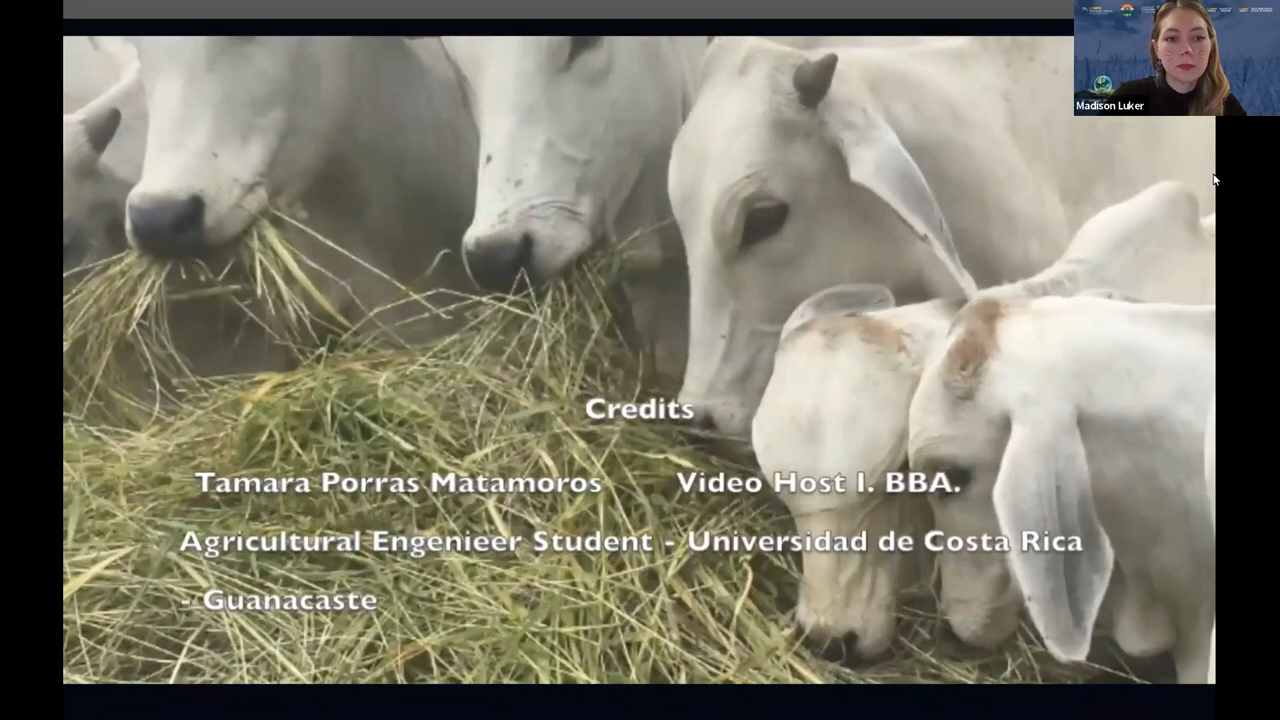 Madison Luker
Credits
Tamara Porras Matamoros Video Host I. BBA.
Agricultural Engenieer Student - Universidad de Costa Rica
- Guanacaste